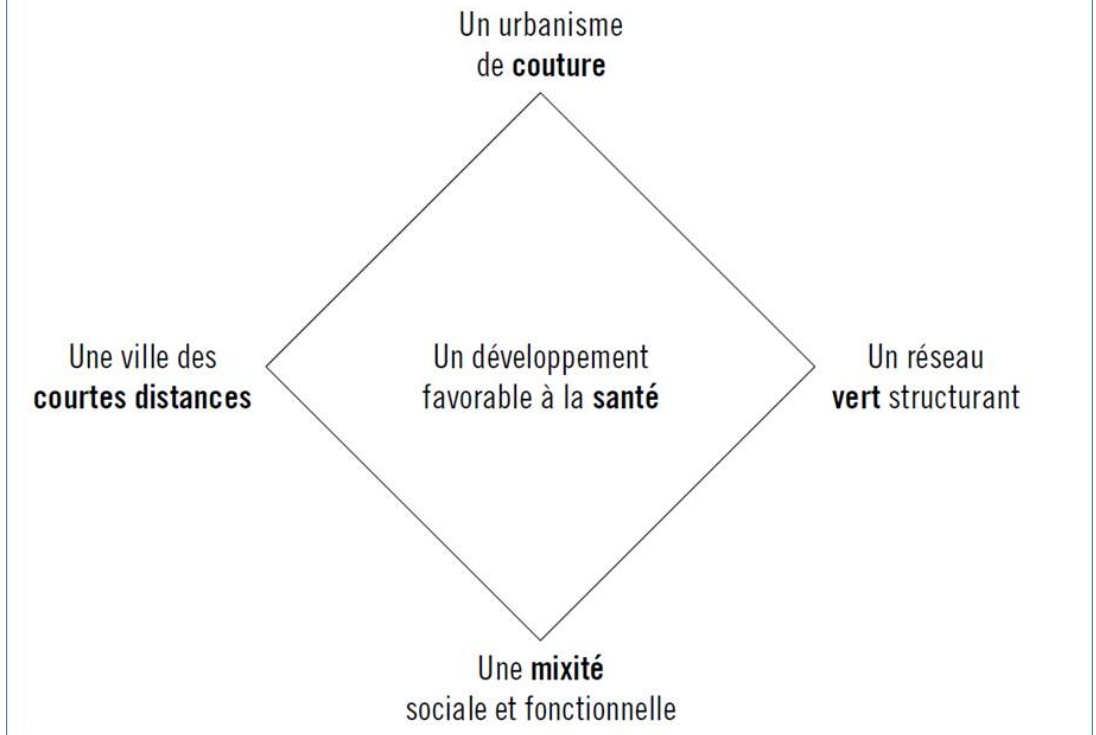 Un urbanisme
de couture
Une ville des
courtes distances
Un développement
favorable à la santé
Un réseau
vert structurant
Une mixité
sociale et fonctionnelle